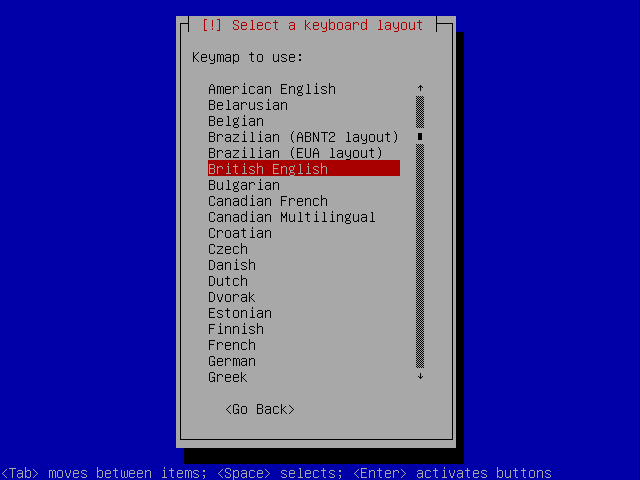 [!] Select a keyboard layout
Keymap to use:
American English
Belarusian
Belgian
Brazilian (ABNT2 layout)
Brazilian (EUA layout)
British English
Bulgarian
Canadian French
Canadian Multilingual
Croatian
Czech
Danish
Dutch
Dvorak
Estonian
Finnish
French
German
Greek
<Go Back>
<Tab> moves between items; <Space> selects; <Enter> activates buttons